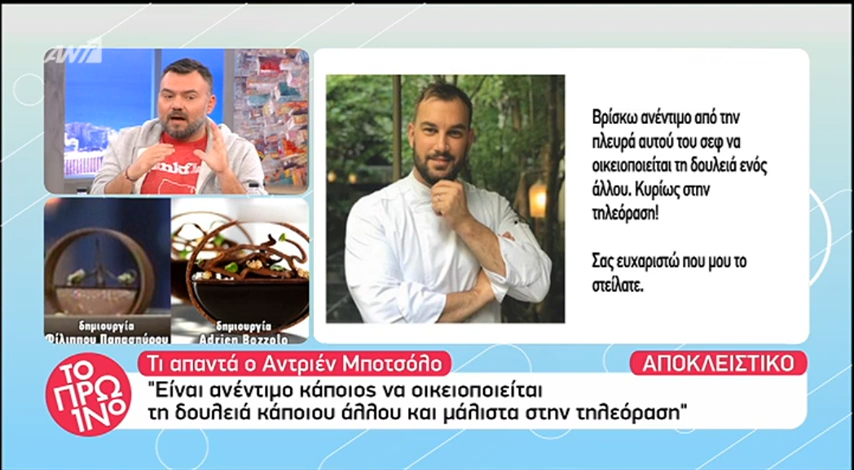 ΑΝΤ1
Βρίσκω ανέντιμο από την
πλευρά αυτού του σεφ να
οικειοποιείται τη δουλειά ενός
άλλου. Κυρίως στην
τηλεόραση!
Σας ευχαριστώ που μου το
στείλατε.
δημιουργία
Φίλιππου Παπασπύρου
δημιουργία
Adrien Bozzolo
ΤΟ
ΠΡΩ
ΙΝΟ
Τι απαντά ο Αντριέν Μποτσόλο
ΑΠΟΚΛΕΙΣΤΙΚΟ
"Είναι ανέντιμο κάποιος να οικειοποιείται
τη δουλειά κάποιου άλλου και μάλιστα στην τηλεόραση"